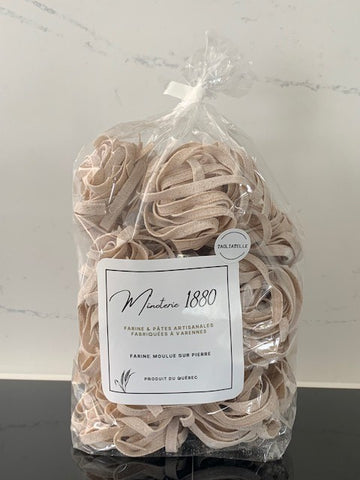 TAGLIATELLE
Minoterie 1880
FARINE & PÂTES ARTISANALES
FABRIQUÉES À VARENNES
FARINE MOULUE SUR PIERRE
PRODUIT DU QUÉBEC